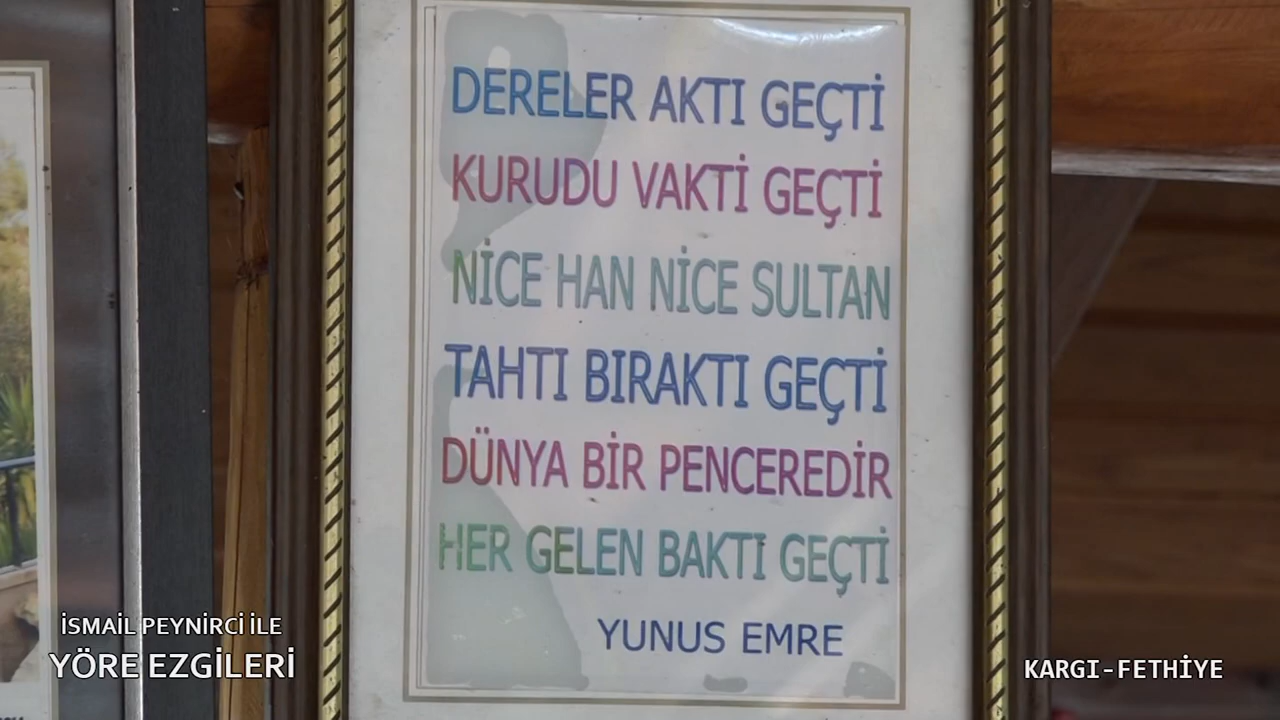 DERELER AKTI GEÇTİ
KURUDU VAKTİ GEÇTİ
NİCE HAN NİCE SULTAN
TAHTI BIRAKTI GEÇTİ
DÜNYA BİR PENCEREDİR
HER GELEN BAKTI GEÇTİ
YUNUS EMRE
İSMAİL PEYNİRCİ İLE
YÖRE EZGİLERİ
KARGI-FETHİYE